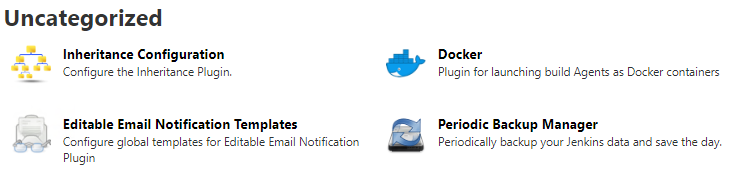 Uncategorized
Inheritance Configuration
Configure the Inheritance Plugin.
Docker
Plugin for launching build Agents as Docker containers
Editable Email Notification Templates
Configure global templates for Editable Email Notification
Plugin
Periodic Backup Manager
Periodically backup your Jenkins data and save the day.